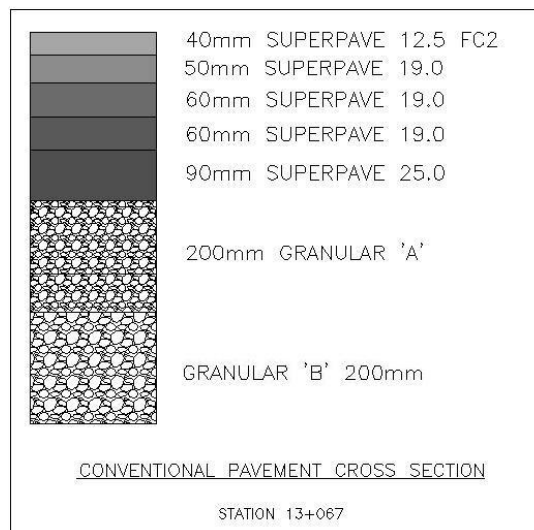 40mm SUPERPAVE 12.5 FC2
50mm SUPERPAVE 19.0
60mm SUPERPAVE 19.0
60mm SUPERPAVE 19.0
90mm SUPERPAVE 25.0
200mm GRANULAR 'A'
GRANULAR 'B' 200mm
CONVENTIONAL PAVEMENT CROSS SECTION
STATION 13+067